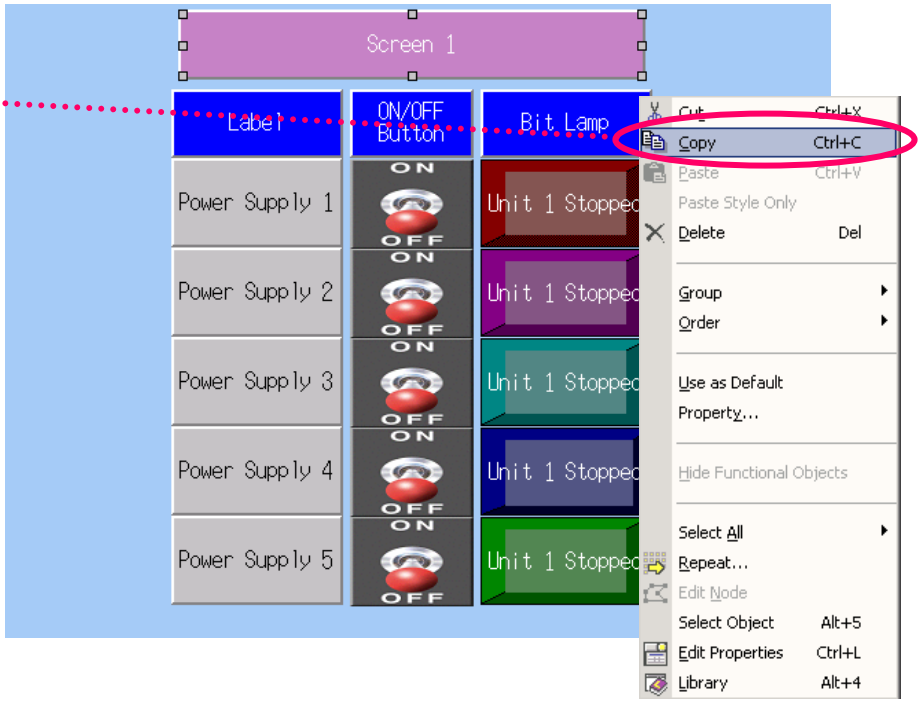 Screen 1
Label
ON/OFF
Button
Bit Lamp
Power Supply 1
ON
OFF
Unit 1 Stopped
Power Supply 2
ON
OFF
Unit 1 Stopped
Power Supply 3
ON
OFF
Unit 1 Stopped
Power Supply 4
ON
OFF
Unit 1 Stopped
Power Supply 5
ON
OFF
Unit 1 Stopped
Cut Ctrl+X
Copy Ctrl+C
Paste Ctrl+V
Paste Style Only
Delete Del
Group
Order
Use as Default
Property...
Hide Functional Objects
Select All
Repeat...
Edit Node
Select Object Alt+5
Edit Properties Ctrl+L
Library Alt+4